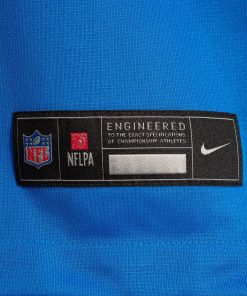 ENGINEERED
TO THE EXACT SPECIFICATIONS
OF CHAMPIONSHIP ATHLETES
NFL
NFLPA